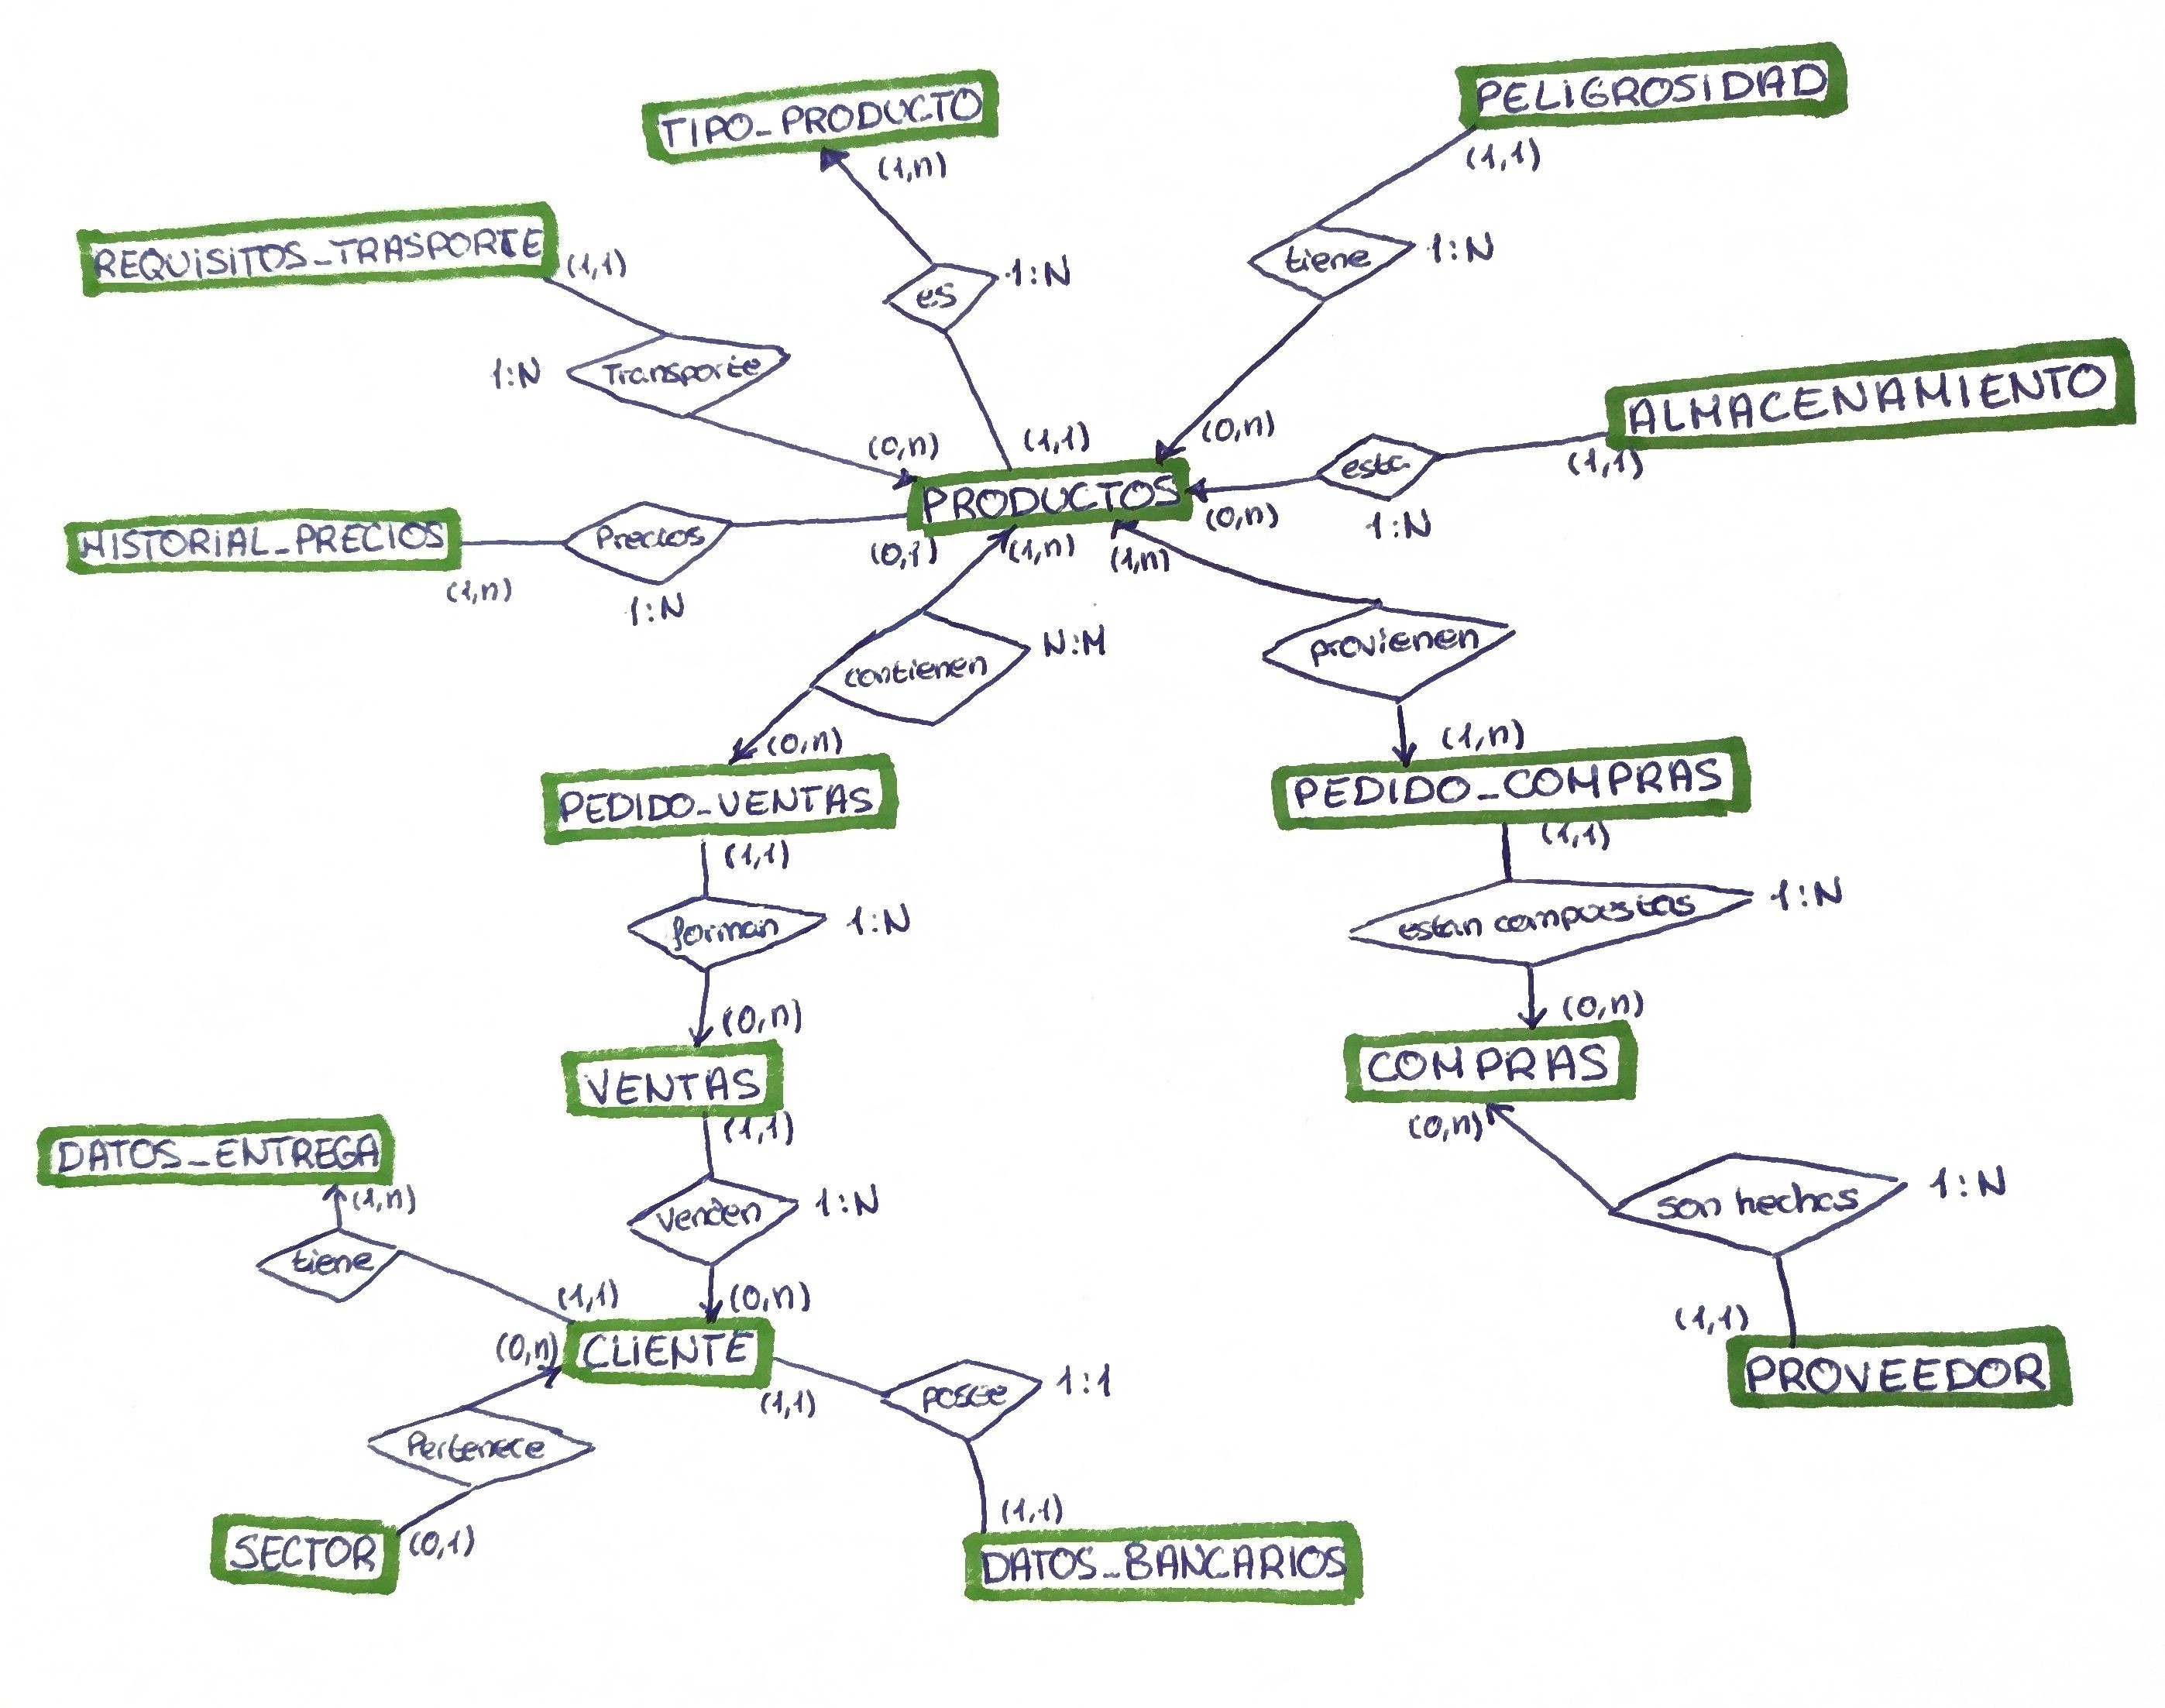 PELIGROSIDAD
TIPO_PRODUCTO
(1,n)
(1,1)
REQUISITOS_TRASPORTE
(1,1)
tiene
1:N
es
1:N
Transporte
1:N
ALMACENAMIENTO
(1,1)
(0,n)
(1,1)
(0,n)
esta
1:N
PRODUCTOS
(0,n)
HISTORIAL_PRECIOS
(1,n)
Precios
1:N
(0,1)
(1,n)
(1,n)
contienen
N:M
provienen
(0,n)
(1,n)
PEDIDO_VENTAS
(1,1)
PEDIDO_COMPRAS
(1,1)
forman
1:N
estan compuestas
1:N
(0,n)
(0,n)
VENTAS
(1,1)
COMPRAS
(0,n)
DATOS_ENTREGA
(1,n)
venden
1:N
son hechas
1:N
tiene
(1,1)
(0,n)
(1,1)
(0,n)
CLIENTE
(1,1)
PROVEEDOR
posee
1:1
Pertenece
(1,1)
SECTOR
(0,1)
DATOS_BANCARIOS